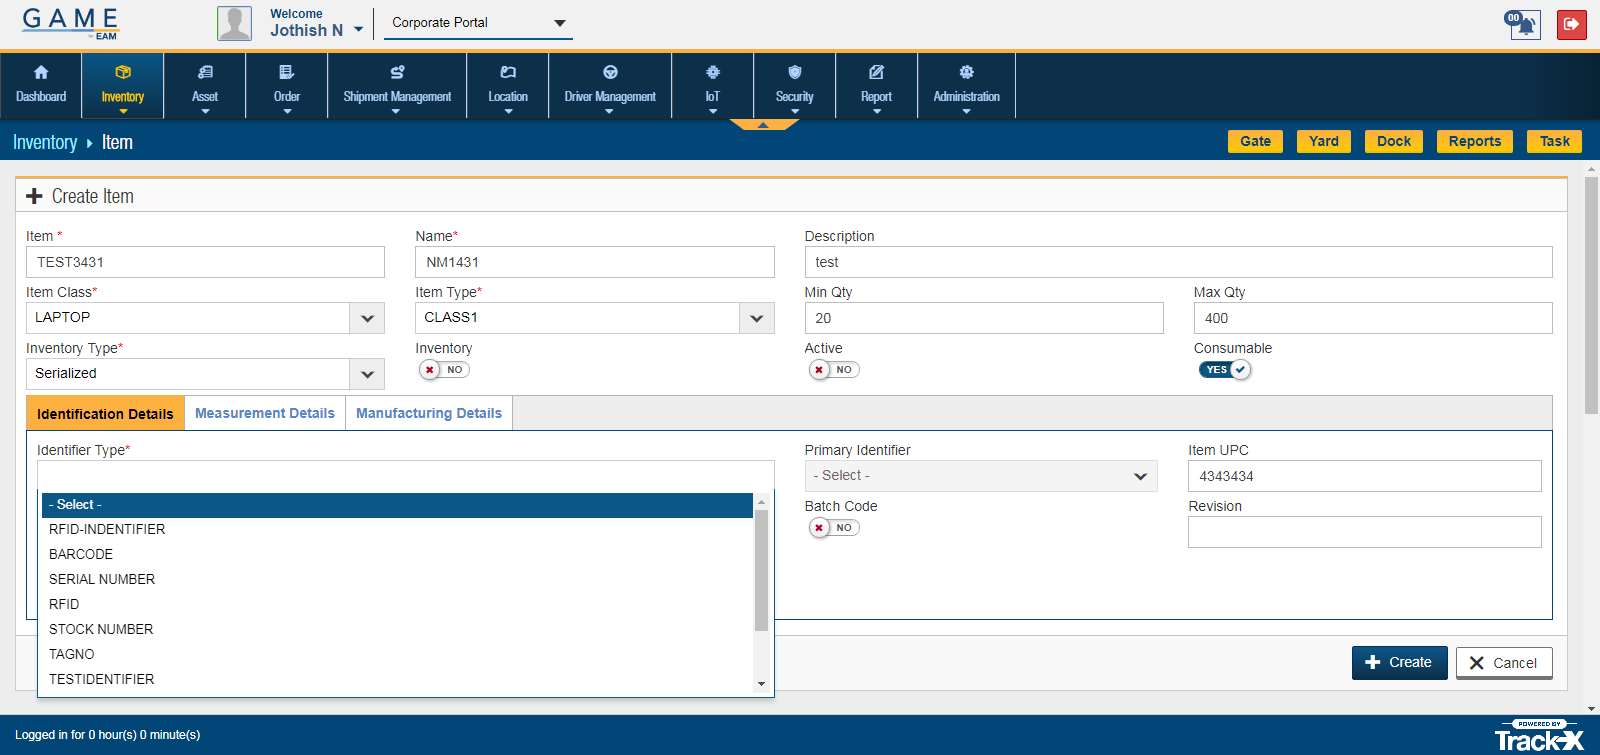 GAME
EAM
Welcome
Jothish N
Corporate Portal
00
Dashboard
Inventory
Asset
Order
Shipment Management
Location
Driver Management
IoT
Security
Report
Administration
Inventory Item
Gate
Yard
Dock
Reports
Task
Create Item
Item *
Name*
Description
TEST3431
NM1431
test
Item Class*
Item Type*
Min Qty
Max Qty
LAPTOP
CLASS1
20
400
Inventory Type*
Inventory
Active
Consumable
Serialized
NO
NO
YES
Identification Details
Measurement Details
Manufacturing Details
Identifier Type*
Primary Identifier
Item UPC
- Select -
4343434
Batch Code
Revision
NO
- Select -
RFID-INDENTIFIER
BARCODE
SERIAL NUMBER
RFID
STOCK NUMBER
TAGNO
TESTIDENTIFIER
Create
Cancel
Logged in for 0 hour(s) 0 minute(s)
POWERED BY
Track-X